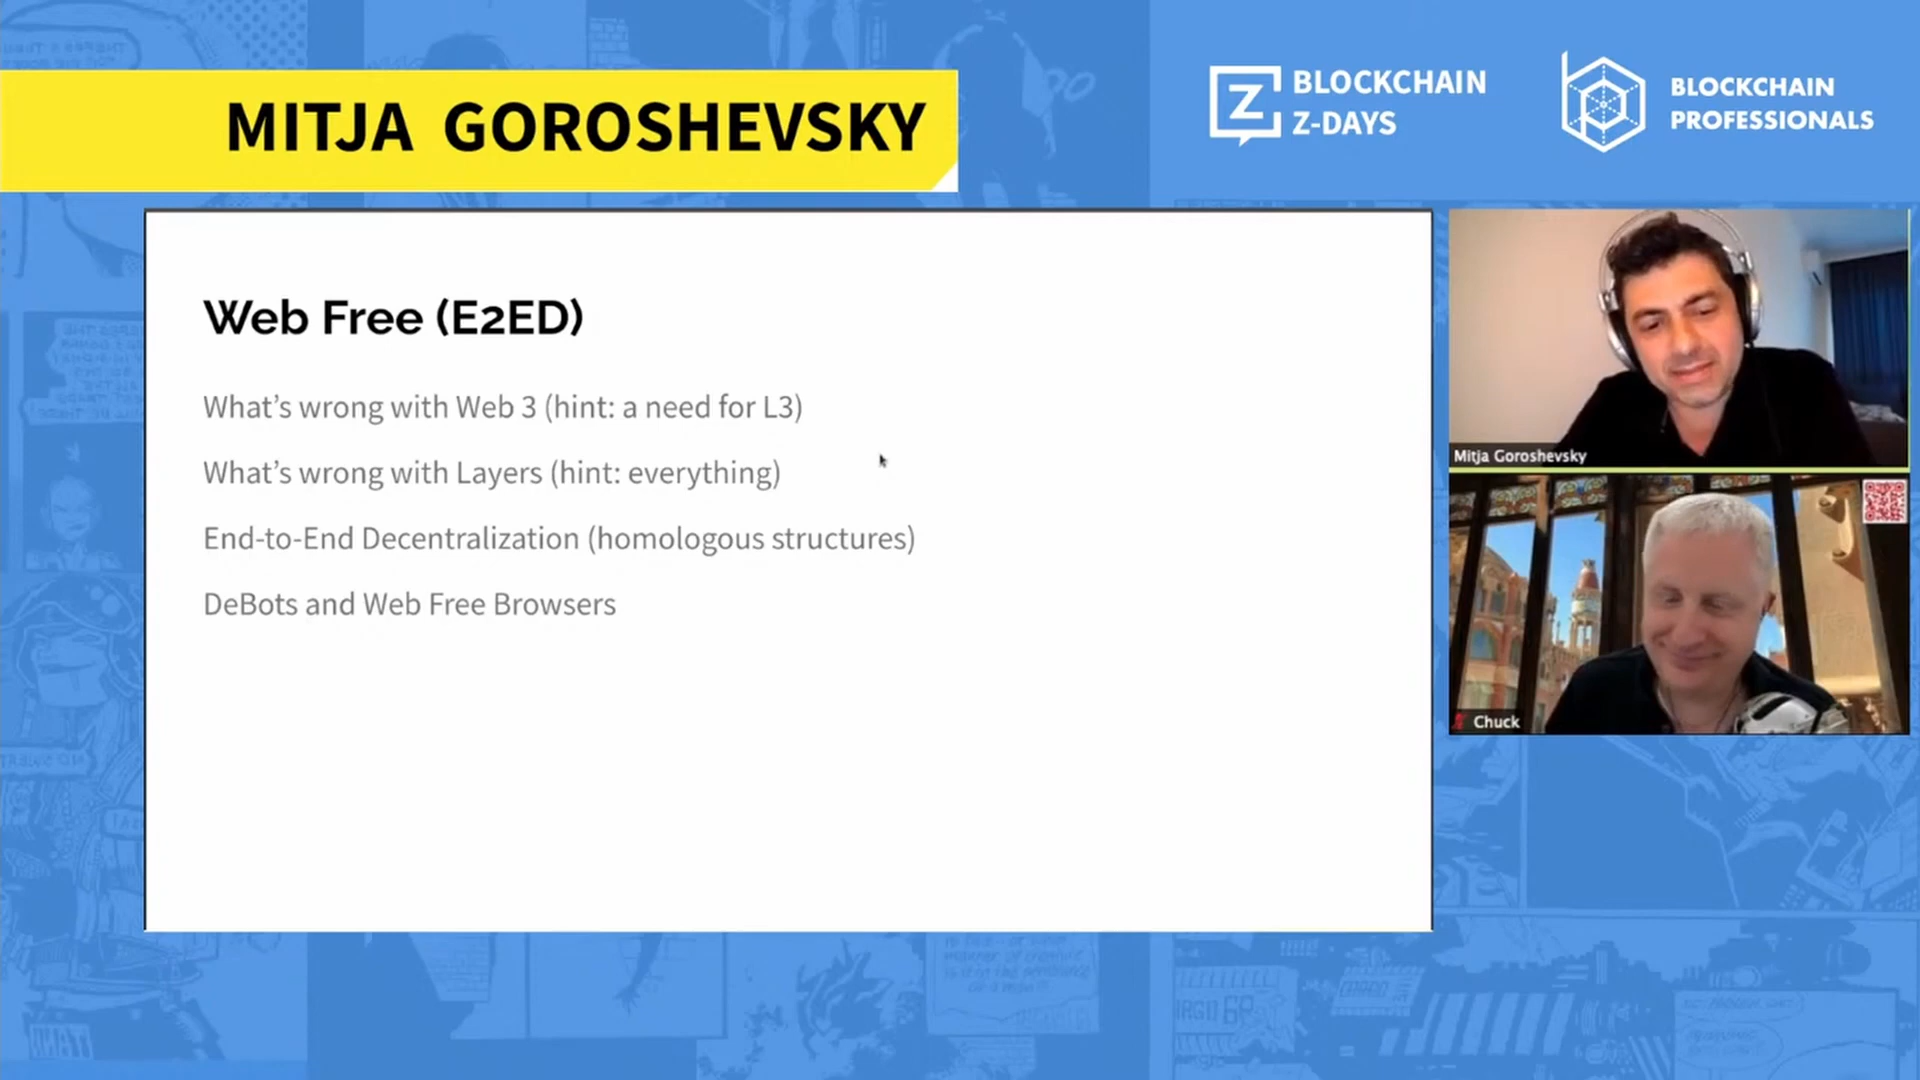 MITJA GOROSHEVSKY
BLOCKCHAIN
Z-DAYS
BLOCKCHAIN
PROFESSIONALS
Web Free (E2ED)
What’s wrong with Web 3 (hint: a need for L3)
What’s wrong with Layers (hint: everything)
End-to-End Decentralization (homologous structures)
DeBots and Web Free Browsers
Mitja Goroshevsky
Chuck